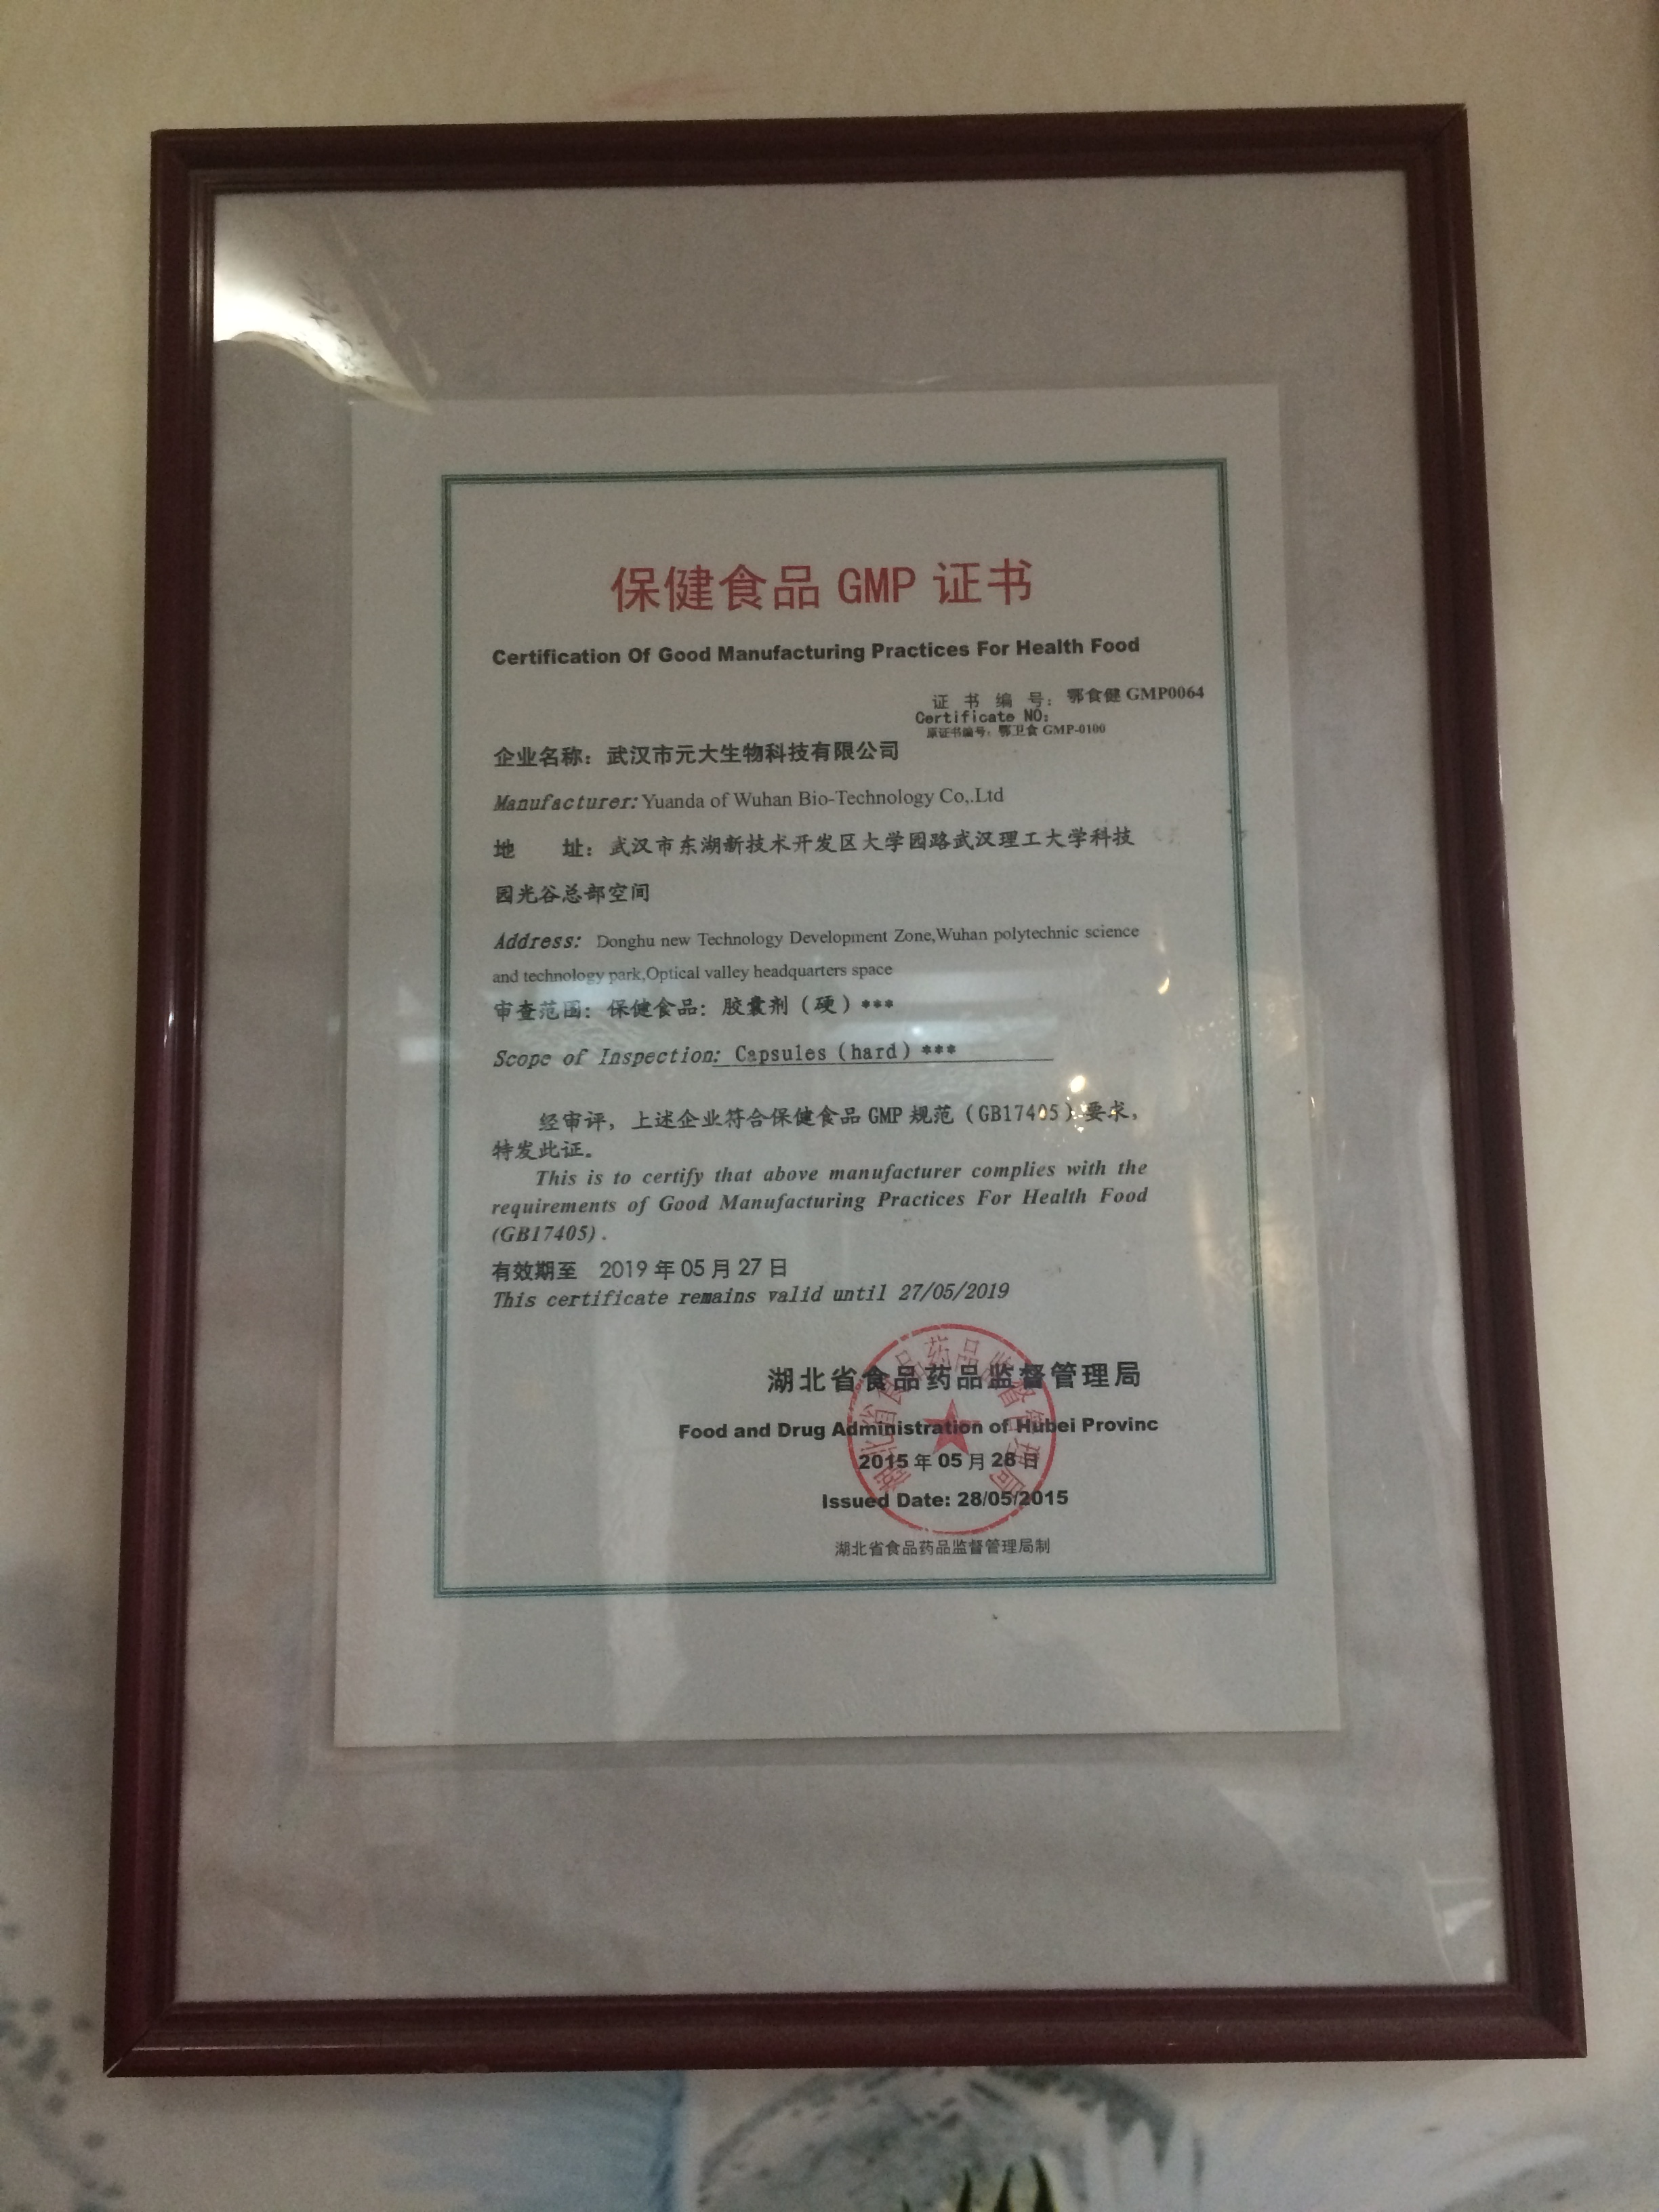 保健食品 GMP 证书
Certification Of Good Manufacturing Practices For Health Food
证 书 编 号：鄂食健 GMP0064
Certificate NO:
原证书编号：鄂卫食 GMP-0100
企业名称：武汉市元大生物科技有限公司
Manufacturer:Yuanda of Wuhan Bio-Technology Co,.Ltd
地 址：武汉市东湖新技术开发区大学园路武汉理工大学科技
园光谷总部空间
Address: Donghu new Technology Development Zone,Wuhan polytechnic science
and technology park,Optical valley headquarters space
审查范围：保健食品：胶囊剂（硬）***
Scope of Inspection: Capsules（hard）***
经审评，上述企业符合保健食品 GMP 规范（GB17405）要求，
特发此证。
This is to certify that above manufacturer complies with the
requirements of Good Manufacturing Practices For Health Food
(GB17405).
有效期至 2019 年 05 月 27 日
This certificate remains valid until 27/05/2019
湖北省食品药品监督管理局
Food and Drug Administration of Hubei Provinc
2015 年 05 月 28 日
Issued Date: 28/05/2015
湖北省食品药品监督管理局
湖北省食品药品监督管理局制